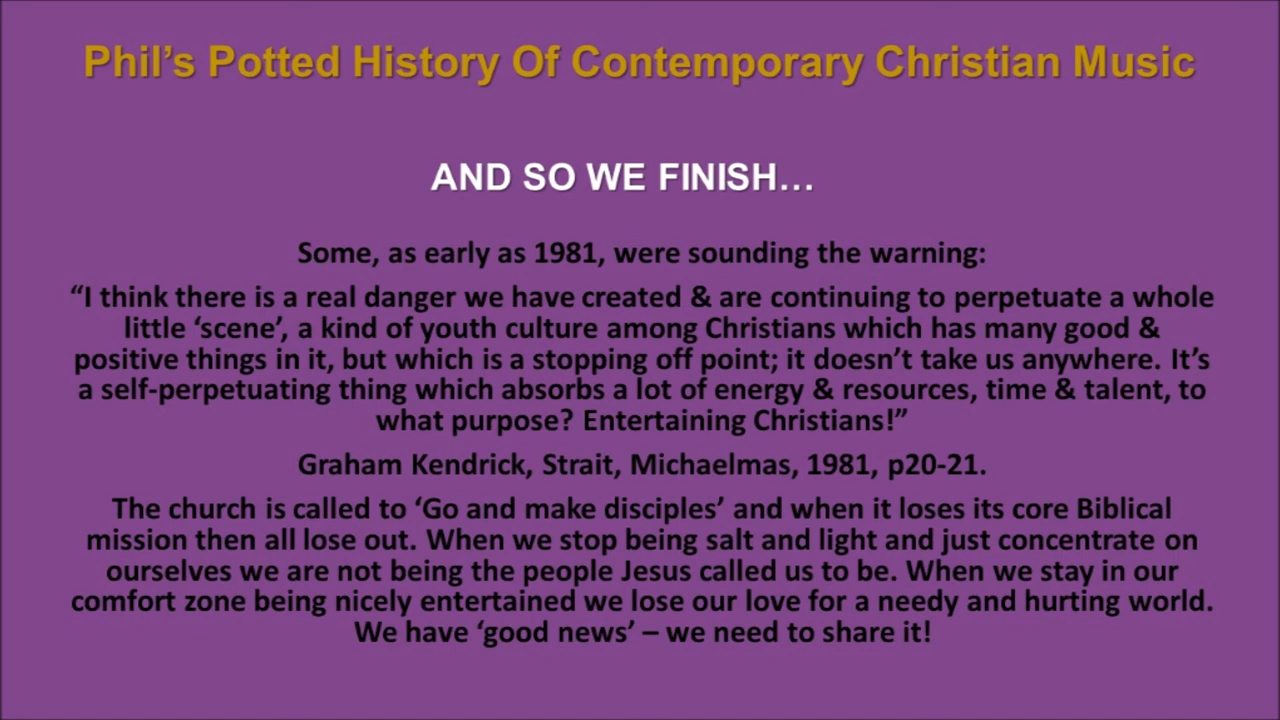 Phil’s Potted History Of Contemporary Christian Music
AND SO WE FINISH…
Some, as early as 1981, were sounding the warning:
“I think there is a real danger we have created & are continuing to perpetuate a whole
little ‘scene’, a kind of youth culture among Christians which has many good &
positive things in it, but which is a stopping off point; it doesn’t take us anywhere. It’s
a self-perpetuating thing which absorbs a lot of energy & resources, time & talent, to
what purpose? Entertaining Christians!”
Graham Kendrick, Strait, Michaelmas, 1981, p20-21.
The church is called to ‘Go and make disciples’ and when it loses its core Biblical
mission then all lose out. When we stop being salt and light and just concentrate on
ourselves we are not being the people Jesus called us to be. When we stay in our
comfort zone being nicely entertained we lose our love for a needy and hurting world.
We have ‘good news’ – we need to share it!